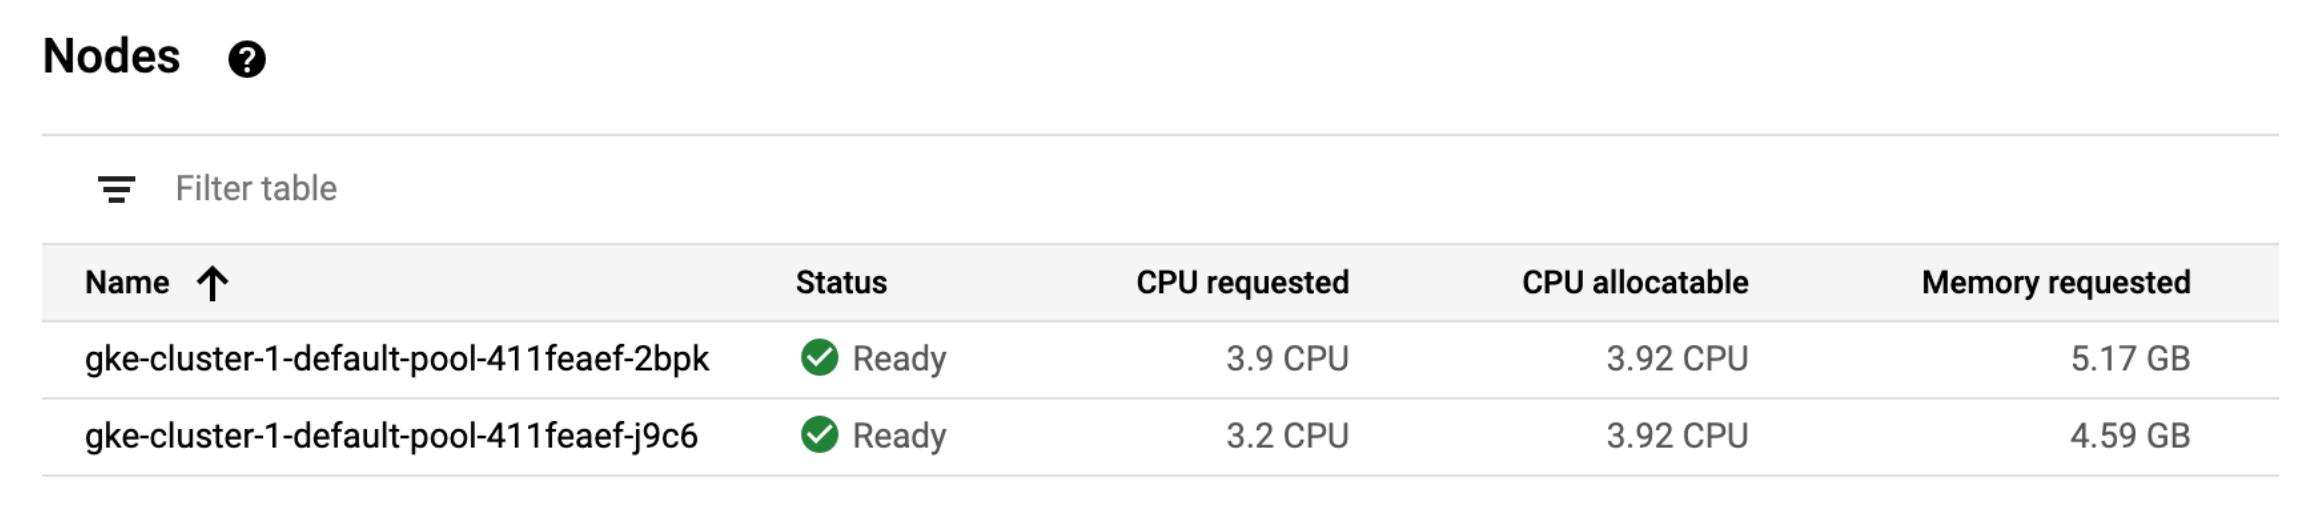 Nodes
Filter table
Name Status CPU requested CPU allocatable Memory requested
gke-cluster-1-default-pool-411feaef-2bpk Ready 3.9 CPU 3.92 CPU 5.17 GB
gke-cluster-1-default-pool-411feaef-j9c6 Ready 3.2 CPU 3.92 CPU 4.59 GB